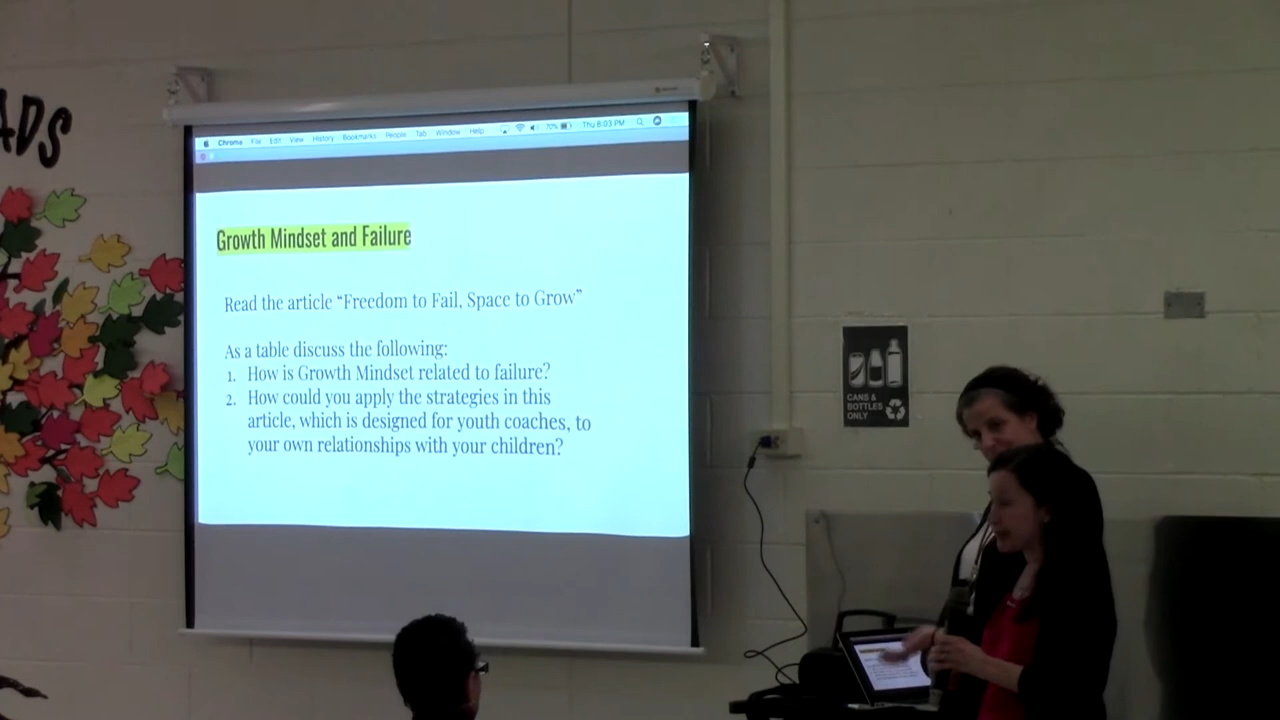 ADS
Chrome File Edit View History Bookmarks People Tab Window Help 70% Thu 6:03 PM
Growth Mindset and Failure
Read the article “Freedom to Fail, Space to Grow”
As a table discuss the following:
1. How is Growth Mindset related to failure?
2. How could you apply the strategies in this
article, which is designed for youth coaches, to
your own relationships with your children?
CANS &
BOTTLES
ONLY